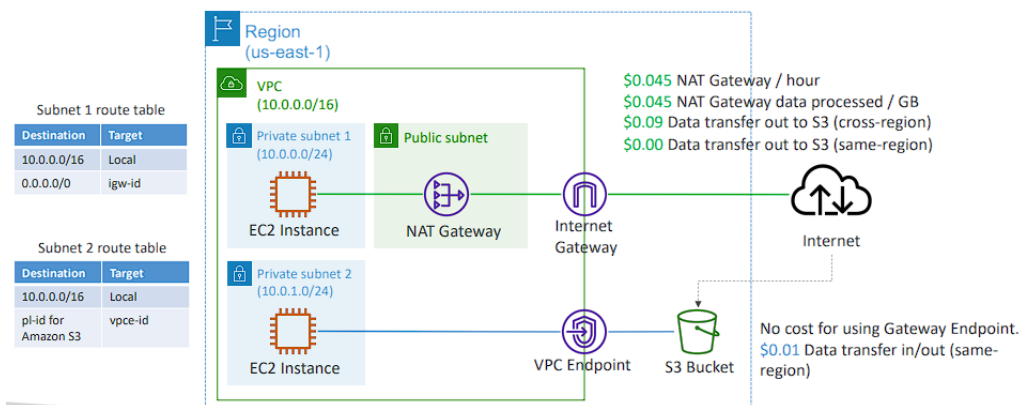 Region
(us-east-1)
VPC
(10.0.0.0/16)
$0.045 NAT Gateway / hour
$0.045 NAT Gateway data processed / GB
$0.09 Data transfer out to S3 (cross-region)
$0.00 Data transfer out to S3 (same-region)
Subnet 1 route table
Destination Target
10.0.0.0/16 Local
0.0.0.0/0 igw-id
Private subnet 1
(10.0.0.0/24)
EC2 Instance
Public subnet
NAT Gateway
Internet
Gateway
Internet
Subnet 2 route table
Destination Target
10.0.0.0/16 Local
pl-id for vpce-id
Amazon S3
Private subnet 2
(10.0.1.0/24)
EC2 Instance
VPC Endpoint
S3 Bucket
No cost for using Gateway Endpoint.
$0.01 Data transfer in/out (same-
region)